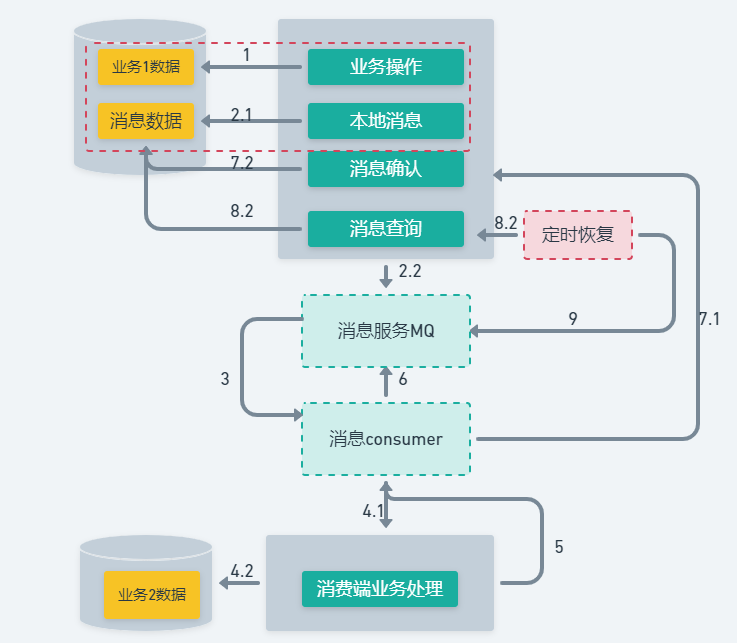 业务1数据
1
业务操作
消息数据
2.1
本地消息
7.2
消息确认
8.2
消息查询
8.2
定时恢复
2.2
消息服务MQ
9
7.1
3
6
消息consumer
4.1
5
业务2数据
4.2
消费端业务处理